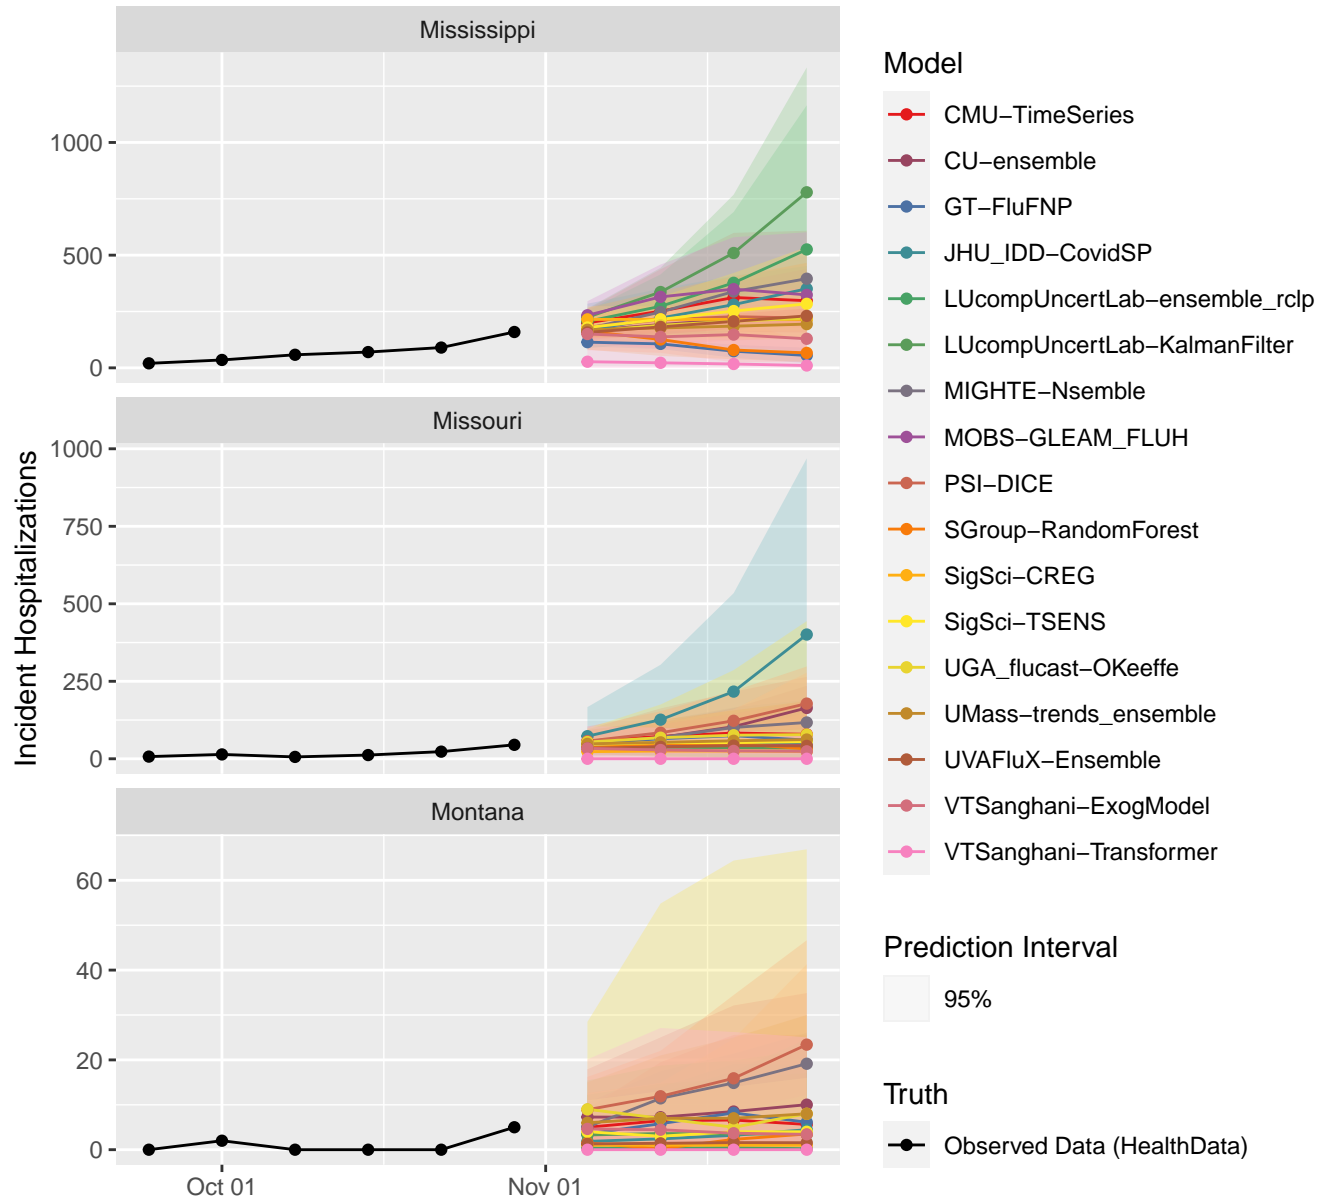 Mississippi
1000
500
0
Missouri
1000
750
500
250
0
Montana
60
40
20
0
Oct 01
Nov 01
Incident Hospitalizations
Model
CMU−TimeSeries
CU−ensemble
GT−FluFNP
JHU_IDD−CovidSP
LUcompUncertLab−ensemble_rclp
LUcompUncertLab−KalmanFilter
MIGHTE−Nsemble
MOBS−GLEAM_FLUH
PSI−DICE
SGroup−RandomForest
SigSci−CREG
SigSci−TSENS
UGA_flucast−OKeeffe
UMass−trends_ensemble
UVAFluX−Ensemble
VTSanghani−ExogModel
VTSanghani−Transformer
Prediction Interval
95%
Truth
Observed Data (HealthData)